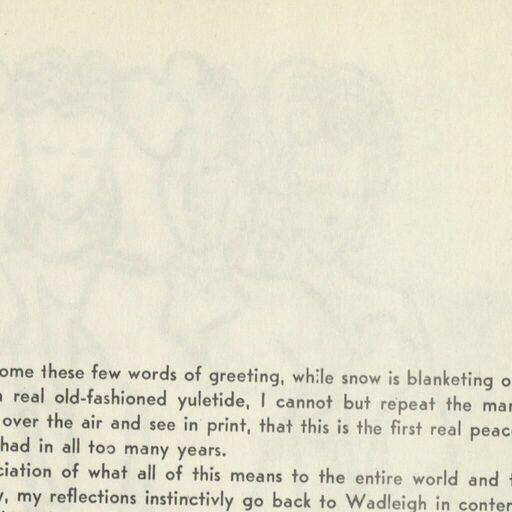 ome these few words of greeting, while snow is blanketing o
real old-fashioned yuletide, I cannot but repeat the mar
over the air and see in print, that this is the first real peac
had in all too many years.
ciation of what all of this means to the entire world and
, my reflections instinctivly go back to Wadleigh in conter